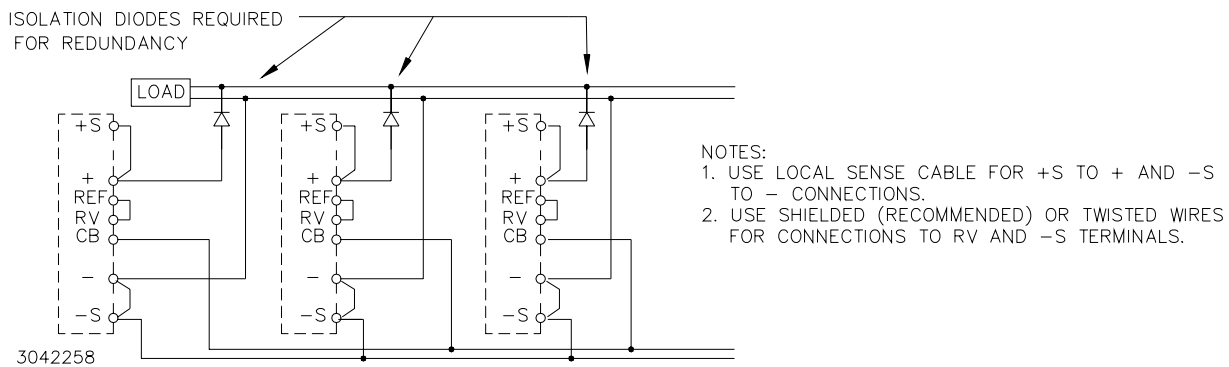 ISOLATION DIODES REQUIRED
FOR REDUNDANCY
LOAD
+S
+
REF
RV
CB
−
−S
+S
+
REF
RV
CB
−
−S
+S
+
REF
RV
CB
−
−S
3042258
NOTES:
1. USE LOCAL SENSE CABLE FOR +S TO + AND −S
TO − CONNECTIONS.
2. USE SHIELDED (RECOMMENDED) OR TWISTED WIRES
FOR CONNECTIONS TO RV AND −S TERMINALS.